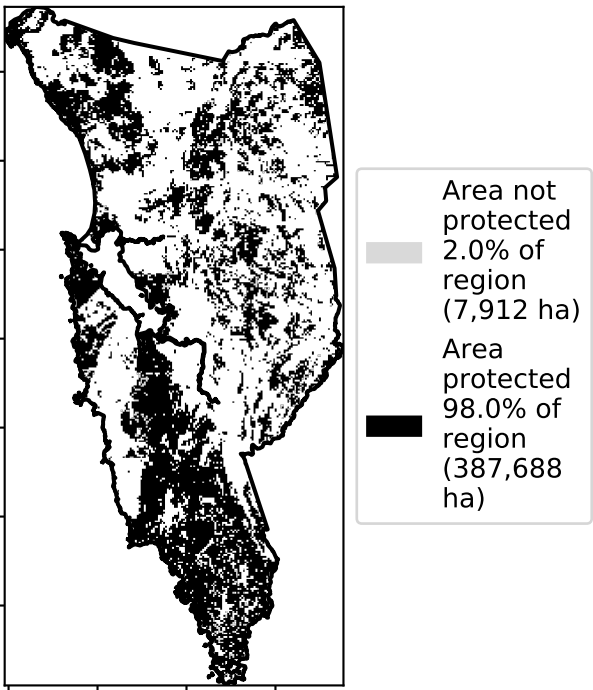 Area not
protected
2.0% of
region
(7,912 ha)
Area
protected
98.0% of
region
(387,688
ha)